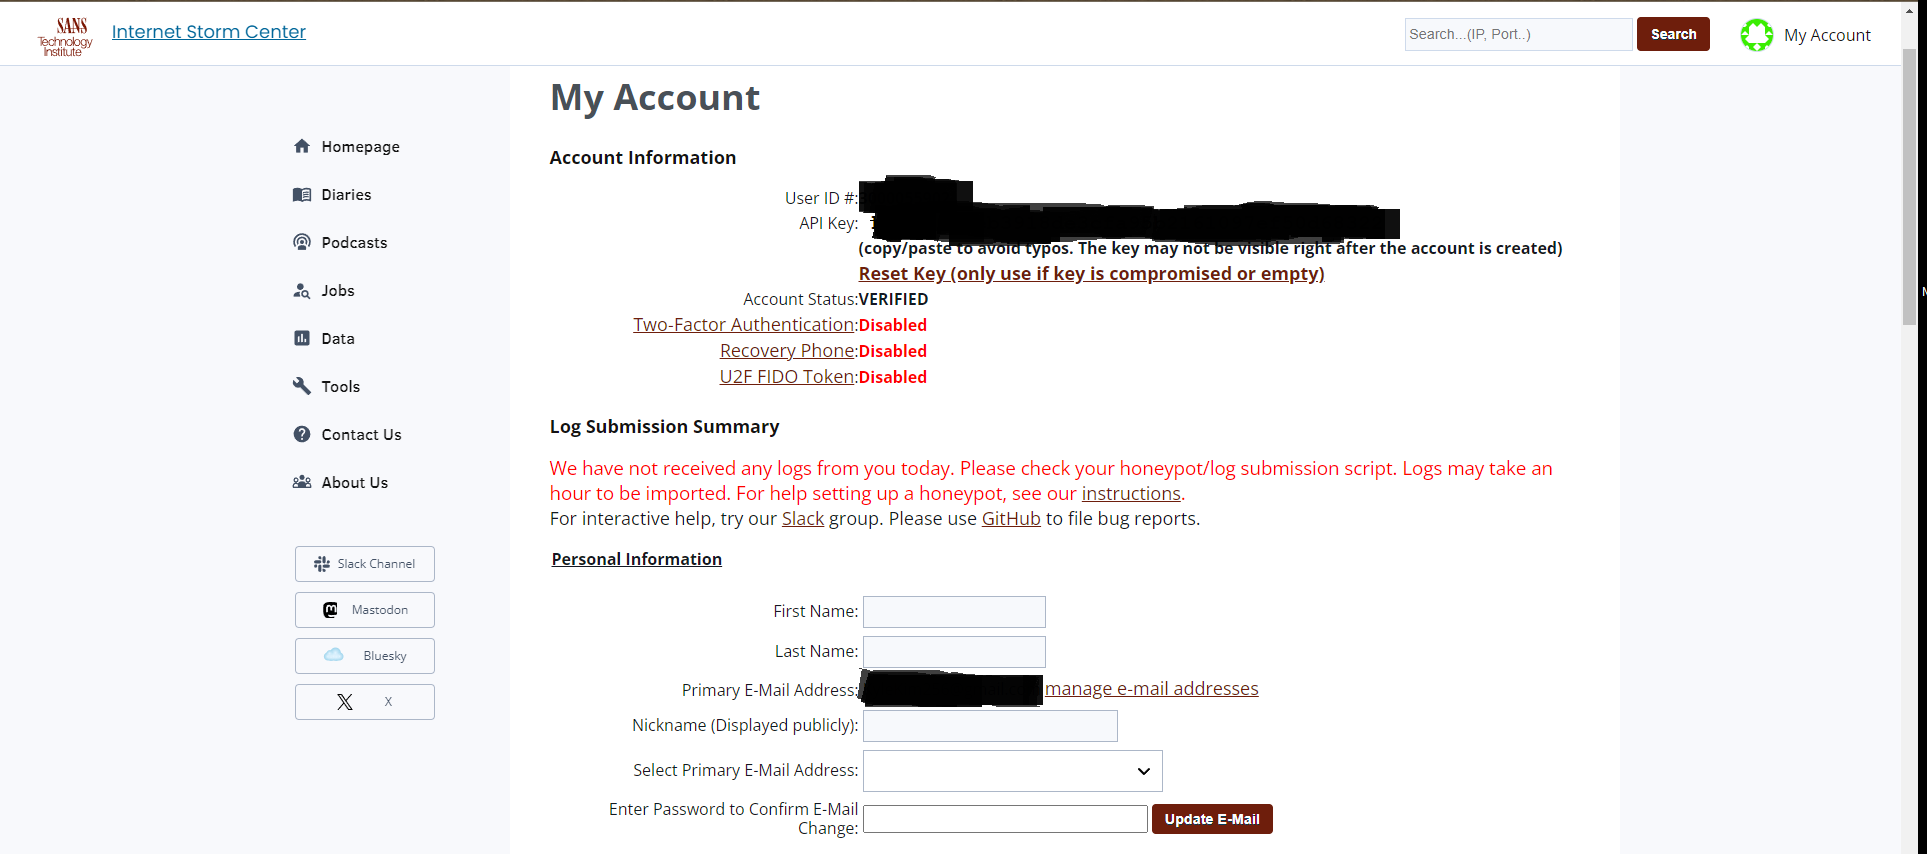 SANS
Technology
Institute
Internet Storm Center
Search...(IP, Port..)
Search
My Account
Homepage
Diaries
Podcasts
Jobs
Data
Tools
Contact Us
About Us
Slack Channel
Mastodon
Bluesky
X
My Account
Account Information
User ID #:
API Key:
(copy/paste to avoid typos. The key may not be visible right after the account is created)
Reset Key (only use if key is compromised or empty)
Account Status:VERIFIED
Two-Factor Authentication:Disabled
Recovery Phone:Disabled
U2F FIDO Token:Disabled
Log Submission Summary
We have not received any logs from you today. Please check your honeypot/log submission script. Logs may take an
hour to be imported. For help setting up a honeypot, see our instructions.
For interactive help, try our Slack group. Please use GitHub to file bug reports.
Personal Information
First Name:
Last Name:
Primary E-Mail Address: manage e-mail addresses
Nickname (Displayed publicly):
Select Primary E-Mail Address:
Enter Password to Confirm E-Mail
Change:
Update E-Mail